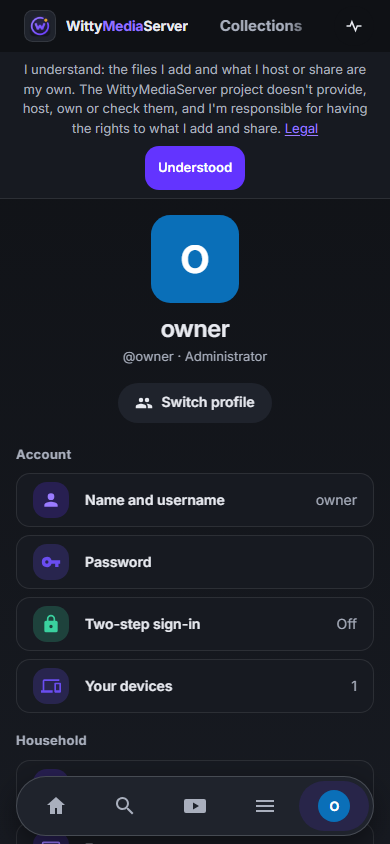 WittyMediaServer
Collections
I understand: the files I add and what I host or share are
my own. The WittyMediaServer project doesn't provide,
host, own or check them, and I'm responsible for having
the rights to what I add and share. Legal
Understood
O
owner
@owner · Administrator
Switch profile
Account
Name and username owner
Password
Two-step sign-in Off
Your devices 1
Household
O